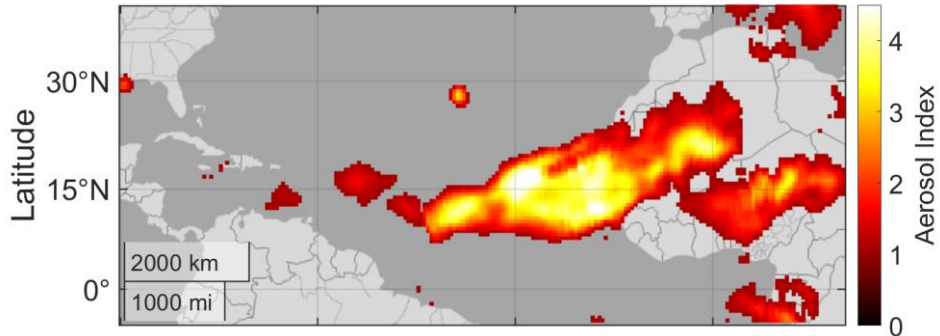 Latitude
30°N
15°N
0°
2000 km
1000 mi
4
3
2
1
0
Aerosol Index